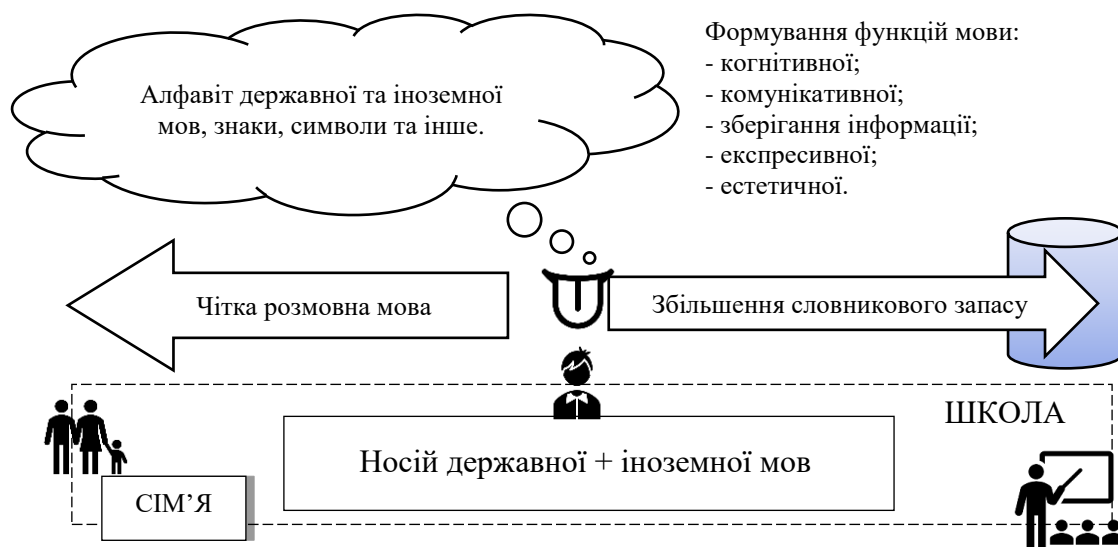 Алфавіт державної та іноземної
мов, знаки, символи та інше.
Формування функцій мови:
- когнітивної;
- комунікативної;
- зберігання інформації;
- експресивної;
- естетичної.
Чітка розмовна мова
Збільшення словникового запасу
ШКОЛА
Носій державної + іноземної мов
СІМ’Я